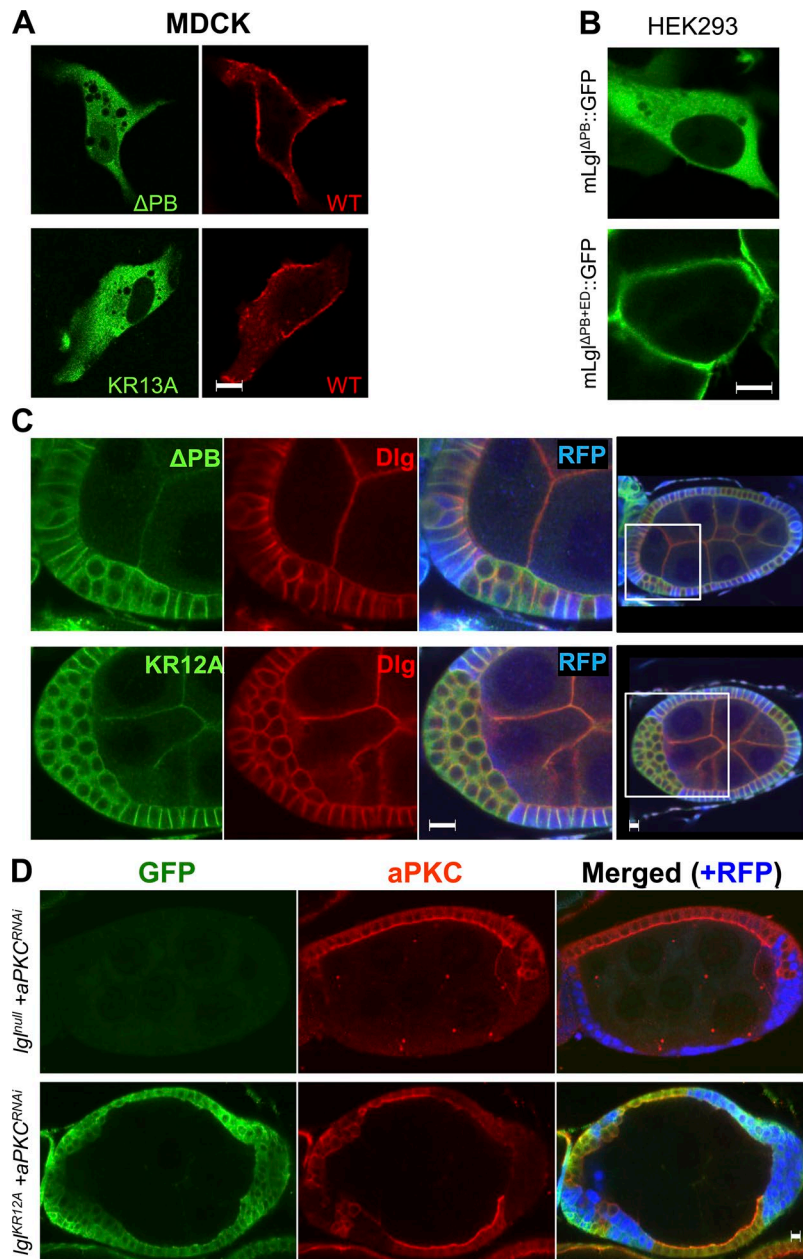 A
MDCK
ΔPB
WT
KR13A
WT
B
HEK293
mLgl^ΔPB::GFP
mLgl^ΔPB+ED::GFP
C
ΔPB
Dlg
RFP
KR12A
Dlg
RFP
D
GFP
aPKC
Merged (+RFP)
lgl^null +aPKC^RNAi
lgl^KR12A +aPKC^RNAi